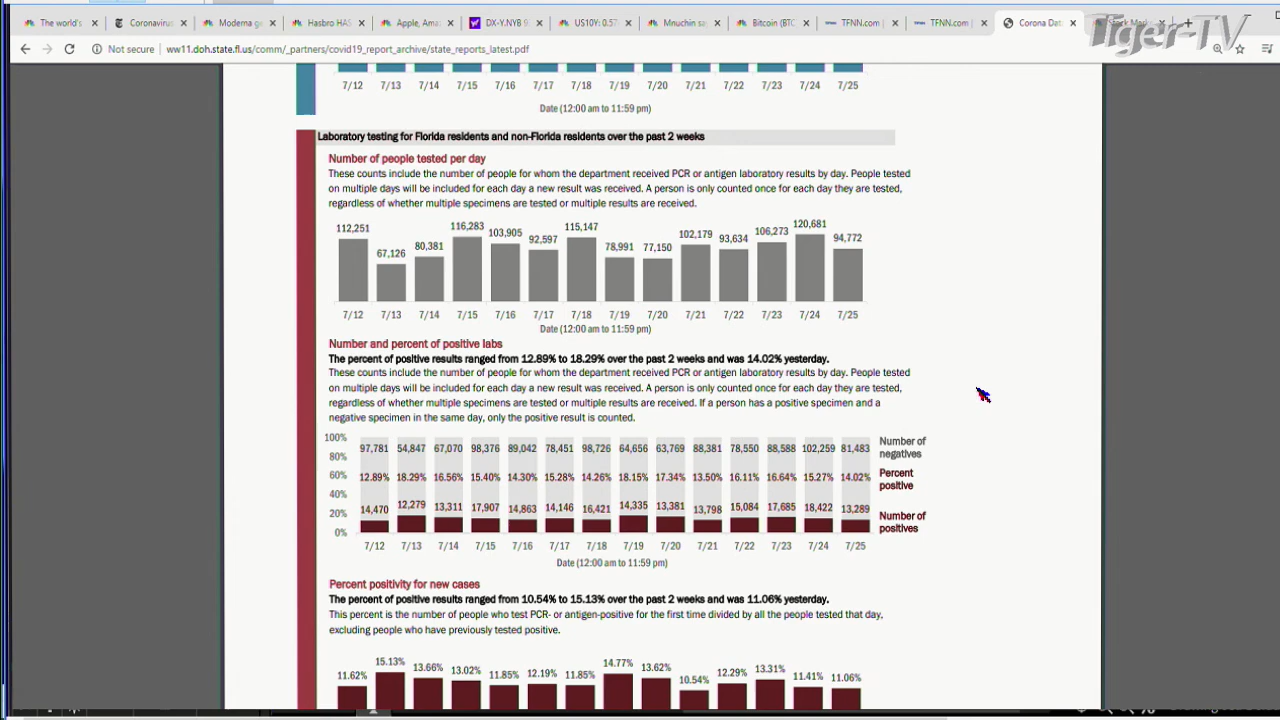 The world's
Coronavirus
Moderna ge
Hasbro HAS
Apple, Ama
DX-Y.NYB 9
US10Y: 0.57
Mnuchin sa
Bitcoin (BTC
TFNN.com |
TFNN.com |
Corona Dat
Stock Mark
Tiger-TV
Not secure | ww11.doh.state.fl.us/comm/_partners/covid19_report_archive/state_reports_latest.pdf
7/12 7/13 7/14 7/15 7/16 7/17 7/18 7/19 7/20 7/21 7/22 7/23 7/24 7/25
Date (12:00 am to 11:59 pm)
Laboratory testing for Florida residents and non-Florida residents over the past 2 weeks
Number of people tested per day
These counts include the number of people for whom the department received PCR or antigen laboratory results by day. People tested
on multiple days will be included for each day a new result was received. A person is only counted once for each day they are tested,
regardless of whether multiple specimens are tested or multiple results are received.
112,251 67,126 80,381 116,283 103,905 92,597 115,147 78,991 77,150 102,179 93,634 106,273 120,681 94,772
7/12 7/13 7/14 7/15 7/16 7/17 7/18 7/19 7/20 7/21 7/22 7/23 7/24 7/25
Date (12:00 am to 11:59 pm)
Number and percent of positive labs
The percent of positive results ranged from 12.89% to 18.29% over the past 2 weeks and was 14.02% yesterday.
These counts include the number of people for whom the department received PCR or antigen laboratory results by day. People tested
on multiple days will be included for each day a new result was received. A person is only counted once for each day they are tested,
regardless of whether multiple specimens are tested or multiple results are received. If a person has a positive specimen and a
negative specimen in the same day, only the positive result is counted.
100%
80%
60%
40%
20%
0%
97,781 54,847 67,070 98,376 89,042 78,451 98,726 64,656 63,769 88,381 78,550 88,588 102,259 81,483
Number of
negatives
12.89% 18.29% 16.56% 15.40% 14.30% 15.28% 14.26% 18.15% 17.34% 13.50% 16.11% 16.64% 15.27% 14.02%
Percent
positive
14,470 12,279 13,311 17,907 14,863 14,146 16,421 14,335 13,381 13,798 15,084 17,685 18,422 13,289
Number of
positives
7/12 7/13 7/14 7/15 7/16 7/17 7/18 7/19 7/20 7/21 7/22 7/23 7/24 7/25
Date (12:00 am to 11:59 pm)
Percent positivity for new cases
The percent of positive results ranged from 10.54% to 15.13% over the past 2 weeks and was 11.06% yesterday.
This percent is the number of people who test PCR- or antigen-positive for the first time divided by all the people tested that day,
excluding people who have previously tested positive.
11.62% 15.13% 13.66% 13.02% 11.85% 12.19% 11.85% 14.77% 13.62% 10.54% 12.29% 13.31% 11.41% 11.06%